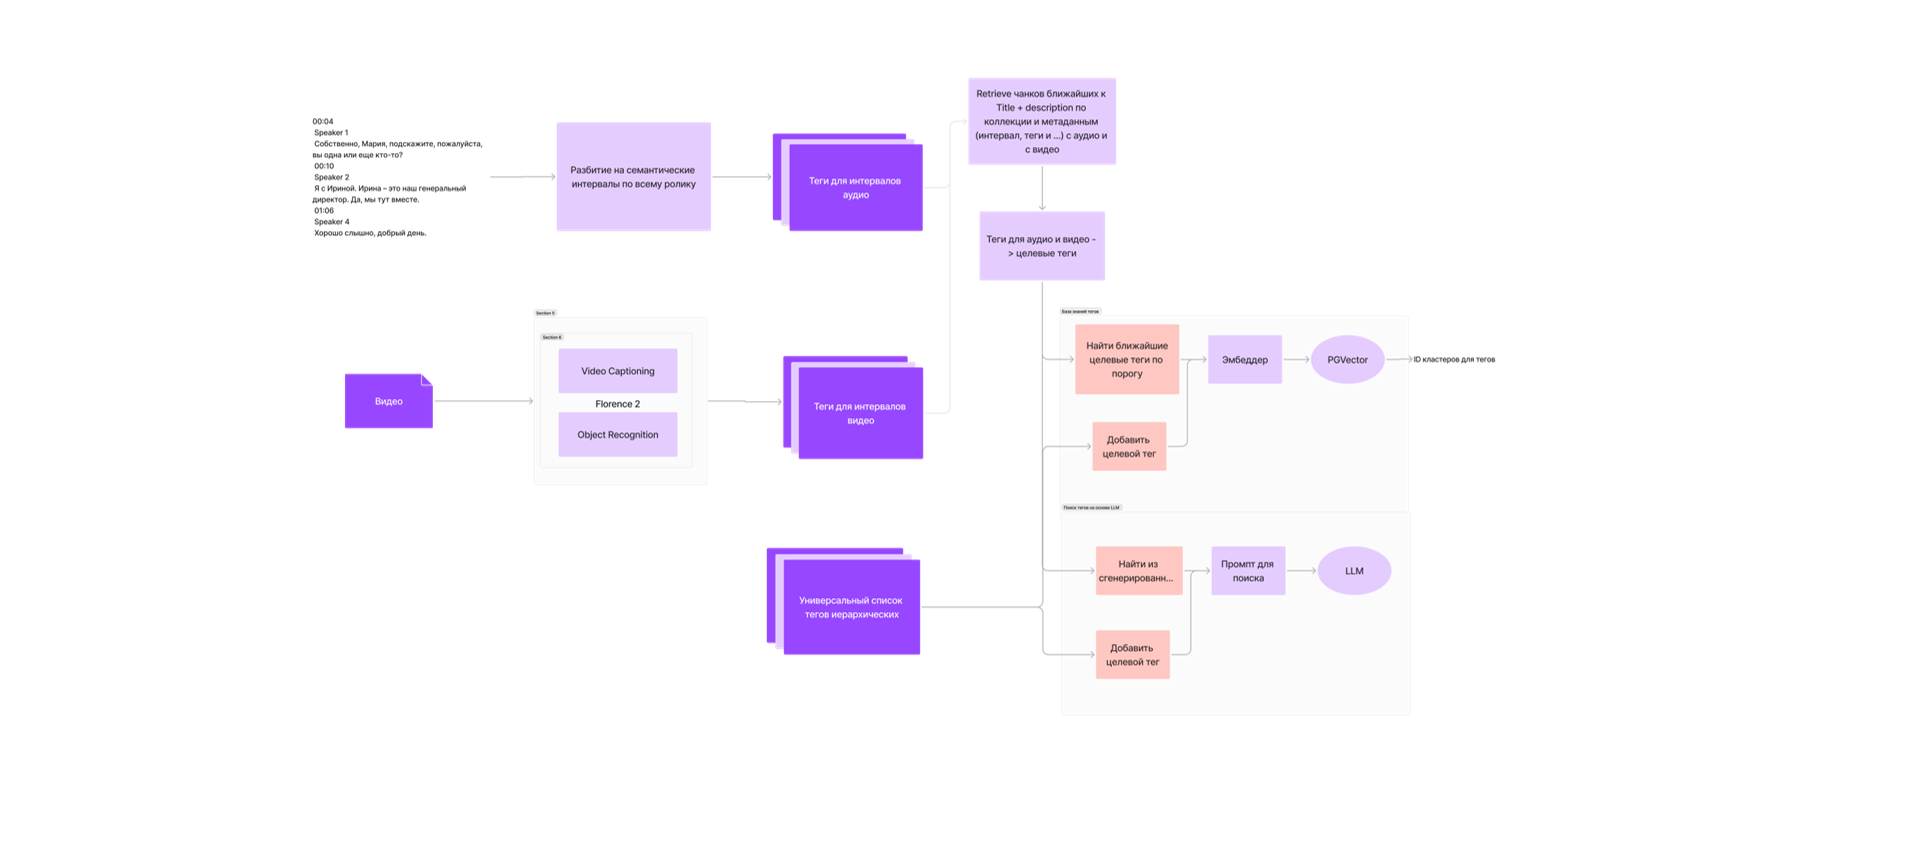 00:04
Speaker 1
Собственно, Мария, подскажите, пожалуйста,
вы одна или еще кто-то?
00:10
Speaker 2
Я с Ириной. Ирина – это наш генеральный
директор. Да, мы тут вместе.
01:06
Speaker 4
Хорошо слышно, добрый день.
Разбитие на семантические
интервалы по всему ролику
Теги для интервалов
аудио
Retrieve чанков ближайших к
Title + description по
коллекции и метаданным
(интервал, теги и ...) с аудио и
с видео
Теги для аудио и видео -
> целевые теги
Видео
Section 5
Section 6
Video Captioning
Florence 2
Object Recognition
Теги для интервалов
видео
База знаний тегов
Найти ближайшие
целевые теги по
порогу
Эмбеддер
PGVector
ID кластеров для тегов
Добавить
целевой тег
Универсальный список
тегов иерархических
Поиск тегов на основе LLM
Найти из
сгенерированн...
Промпт для
поиска
LLM
Добавить
целевой тег